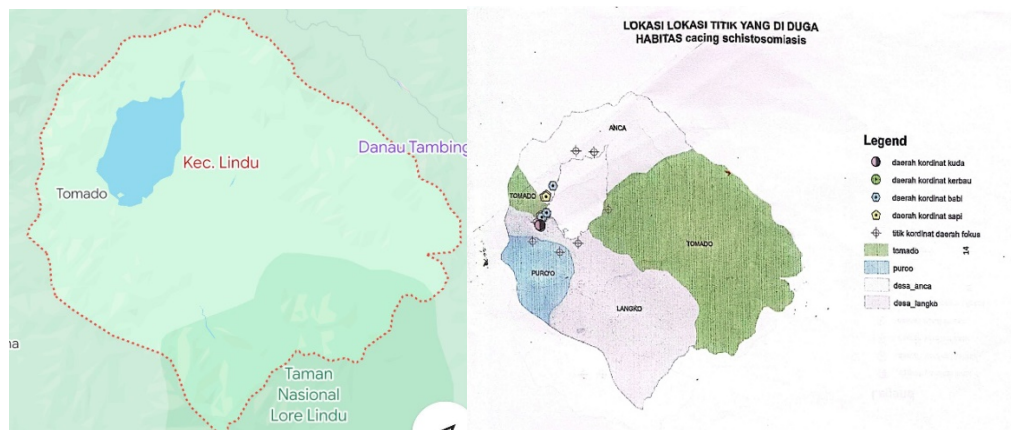 Danau Tambing
Kec. Lindu
Tomado
na
Taman
Nasional
Lore Lindu
LOKASI LOKASI TITIK YANG DI DUGA
HABITAS cacing schistosomiasis
ANCA
TOMADO
TOMADO
PUROO
LANGKO
Legend
daerah kordinat kuda
daerah kordinat kerbau
daerah kordinat babi
daerah kordinat sapi
titik kordinat daerah fokus
tomado
puroo
desa_anca
desa_langko
14